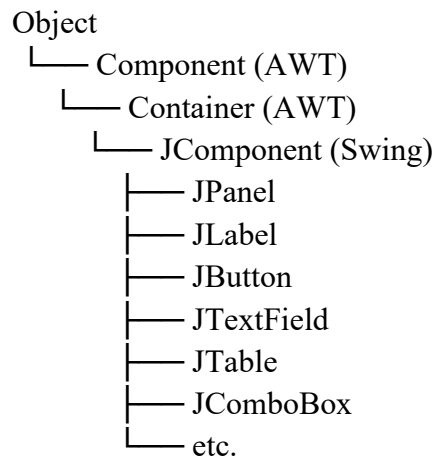 Object
└── Component (AWT)
└── Container (AWT)
└── JComponent (Swing)
├── JPanel
├── JLabel
├── JButton
├── JTextField
├── JTable
├── JComboBox
└── etc.